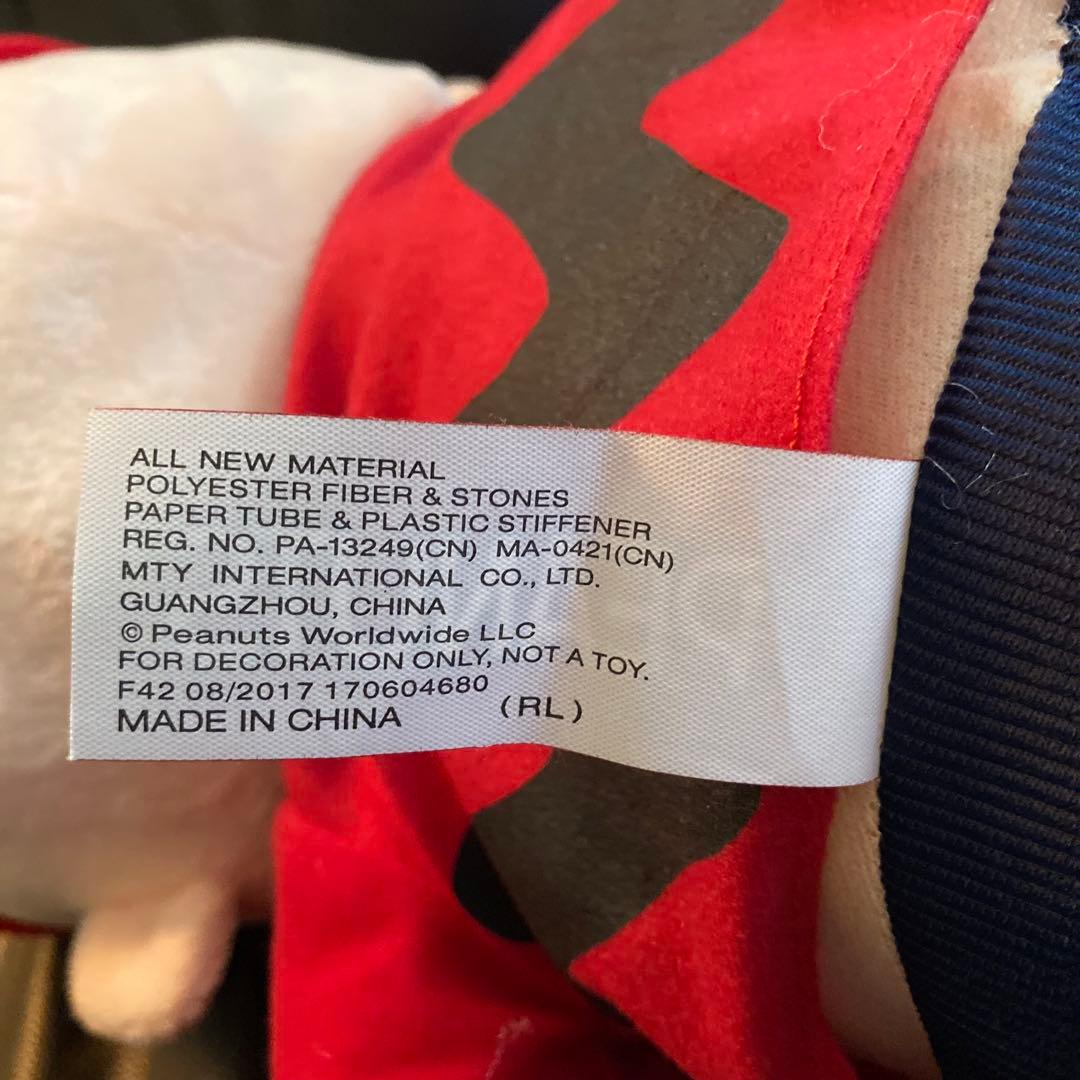 ALL NEW MATERIAL
POLYESTER FIBER & STONES
PAPER TUBE & PLASTIC STIFFENER
REG. NO. PA-13249(CN) MA-0421(CN)
MTY INTERNATIONAL CO., LTD.
GUANGZHOU, CHINA
© Peanuts Worldwide LLC
FOR DECORATION ONLY, NOT A TOY.
F42 08/2017 170604680
MADE IN CHINA (RL)